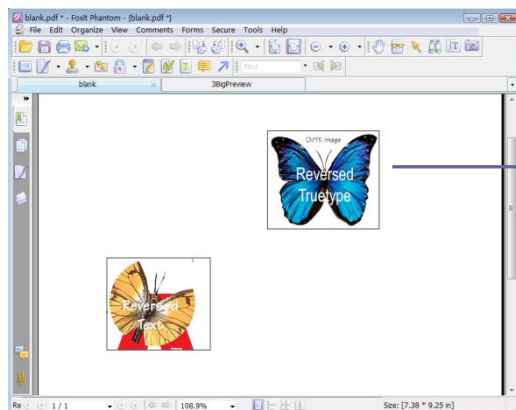 blank.pdf * - Foxit Phantom - [blank.pdf *]
File Edit Organize View Comments Forms Secure Tools Help
Find
blank
3BigPreview
CMYK Image
Reversed
Truetype
Reversed
Text
Re
1 / 1
108.9%
Size: [7.38 * 9.25 in]